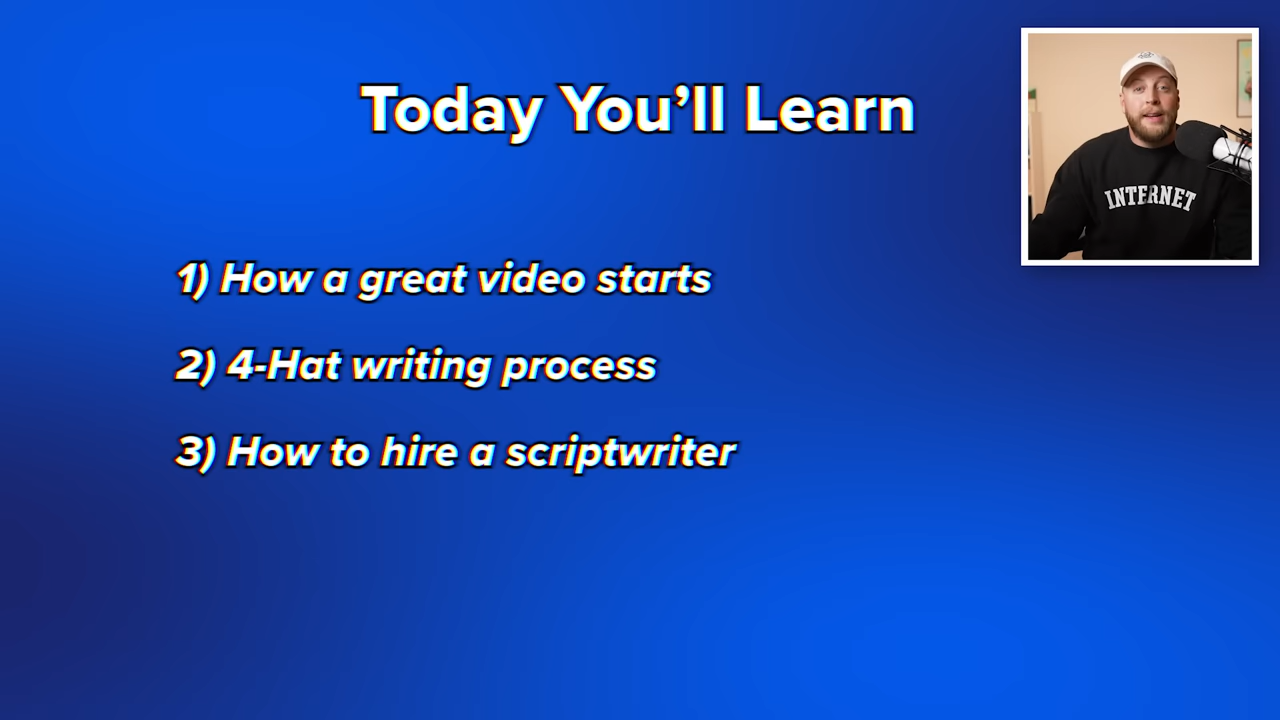 Today You’ll Learn
INTERNET
1) How a great video starts
2) 4-Hat writing process
3) How to hire a scriptwriter